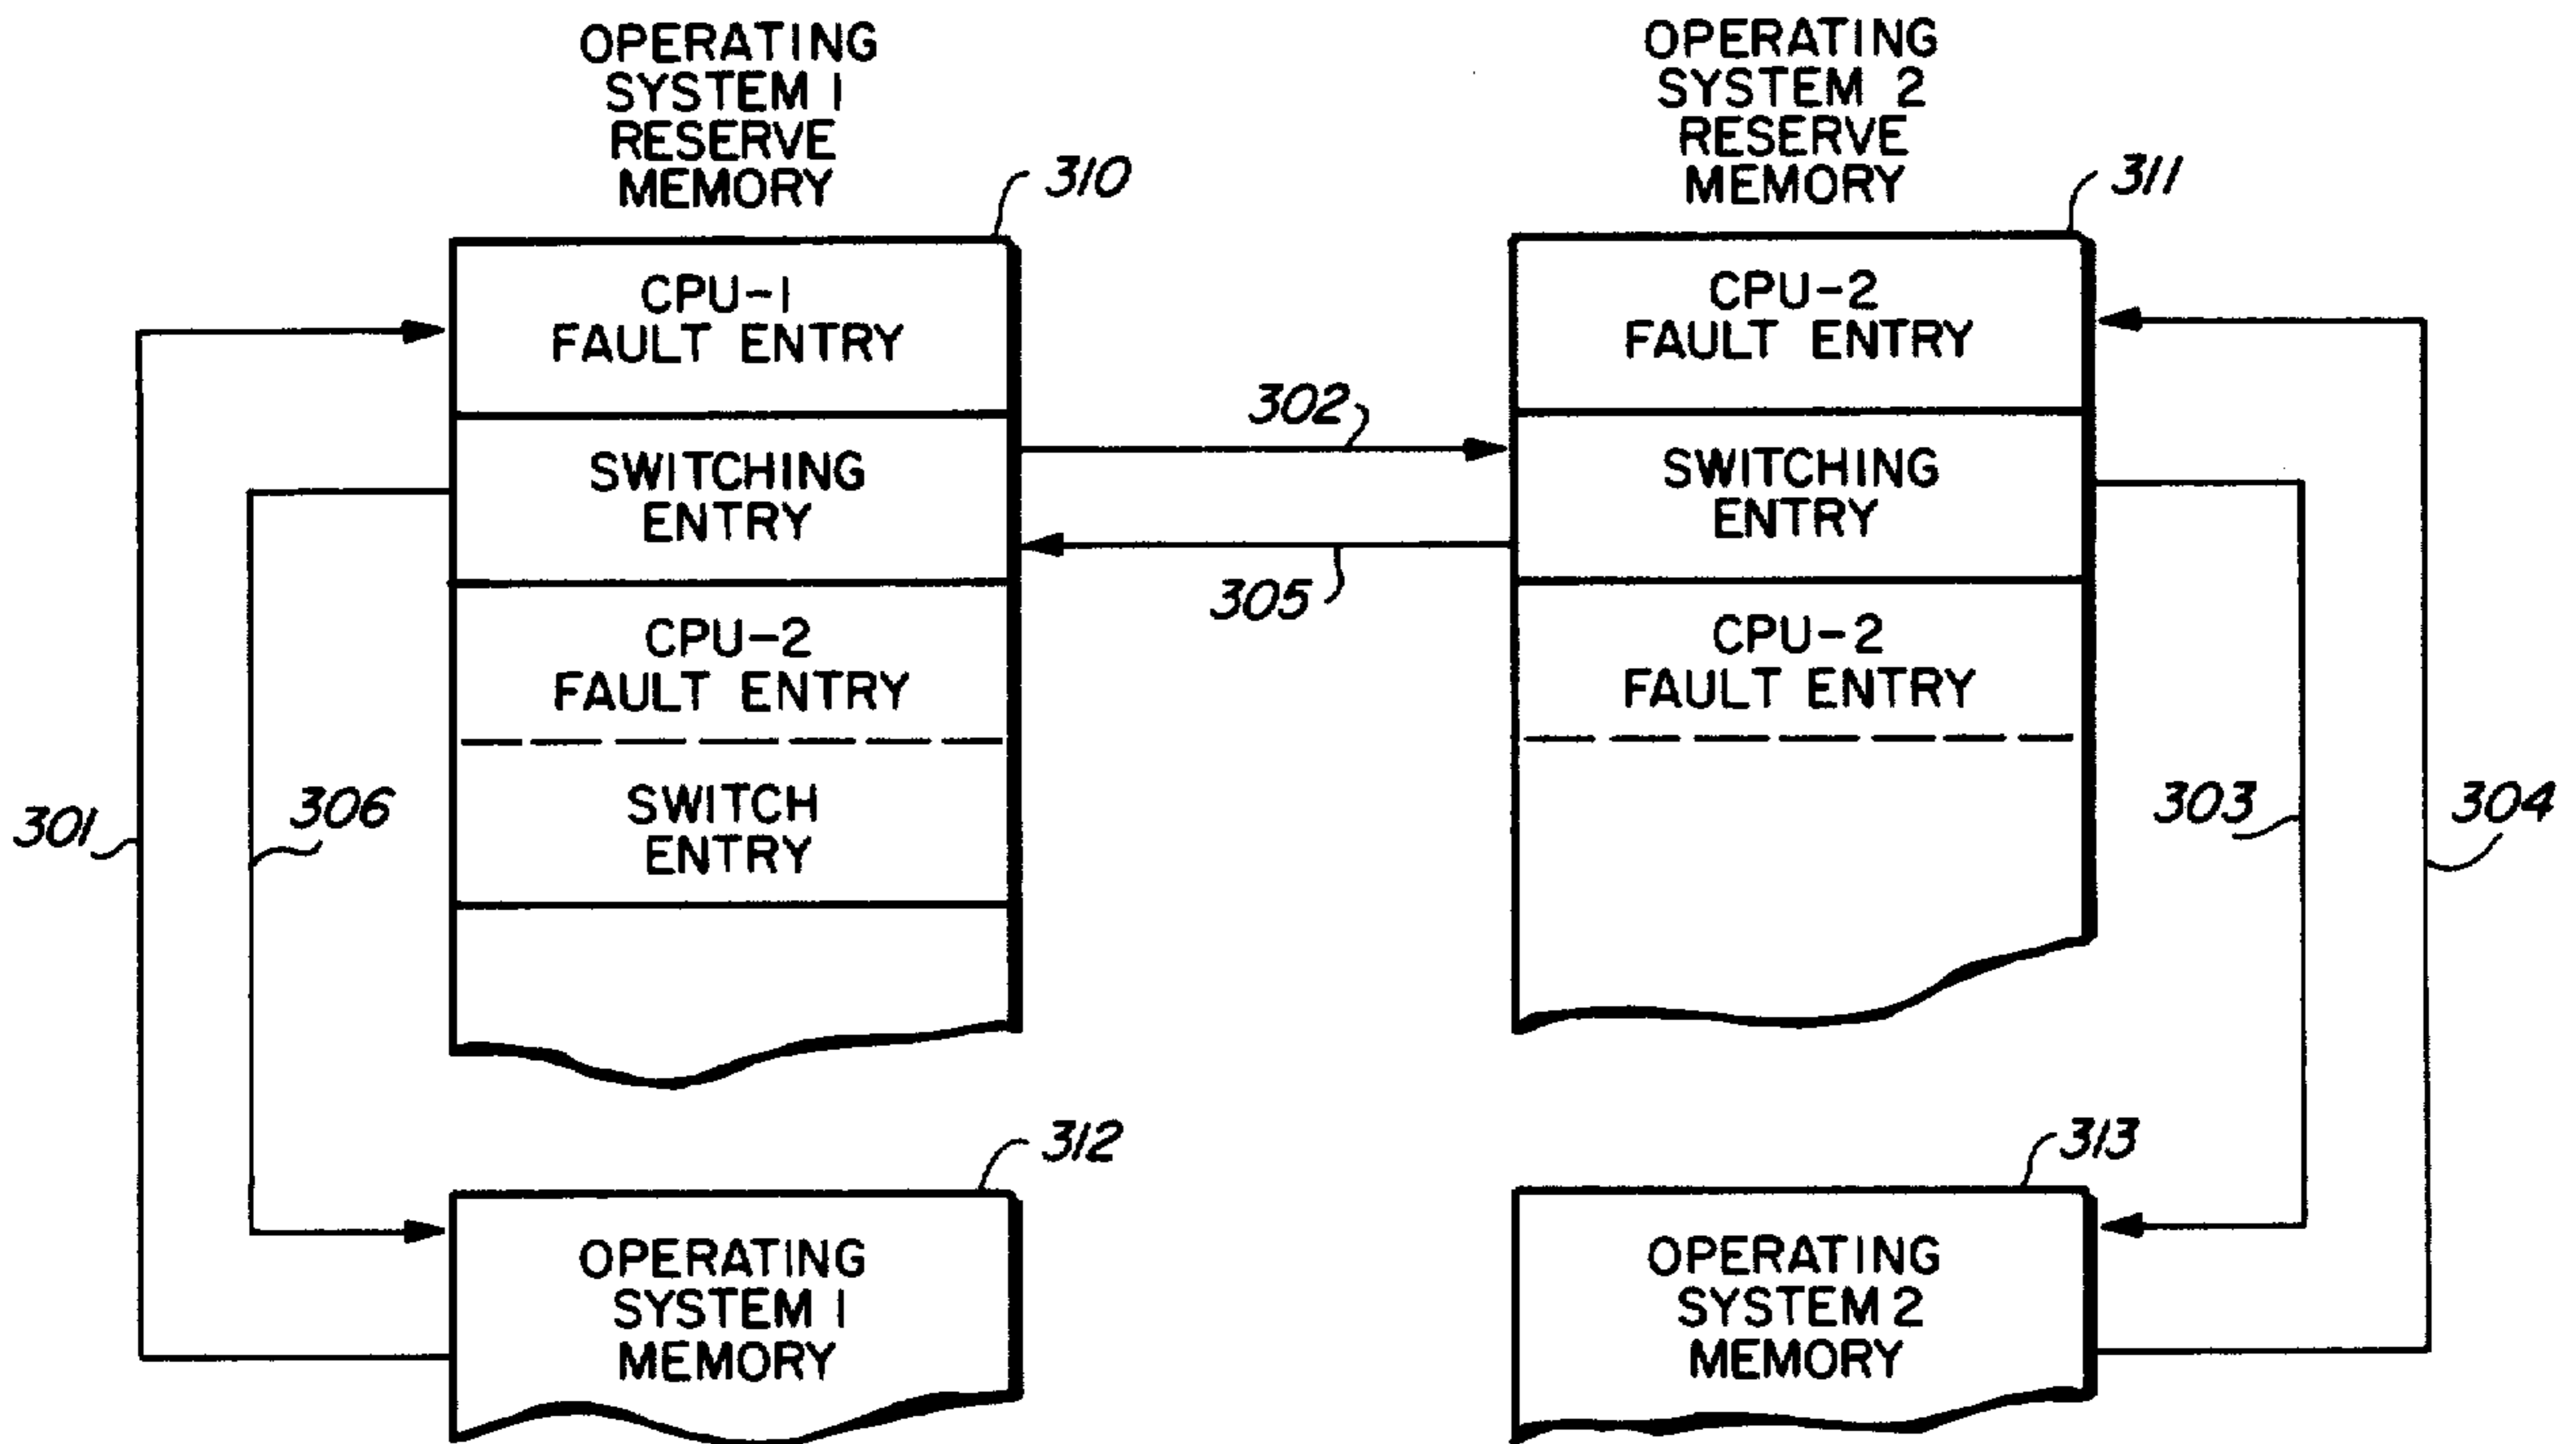 OPERATING
SYSTEM 1
RESERVE
MEMORY
310
CPU-1
FAULT ENTRY
SWITCHING
ENTRY
CPU-2
FAULT ENTRY
SWITCH
ENTRY
301
306
302
305
OPERATING
SYSTEM 2
RESERVE
MEMORY
311
CPU-2
FAULT ENTRY
SWITCHING
ENTRY
CPU-2
FAULT ENTRY
303
304
312
OPERATING
SYSTEM 1
MEMORY
313
OPERATING
SYSTEM 2
MEMORY